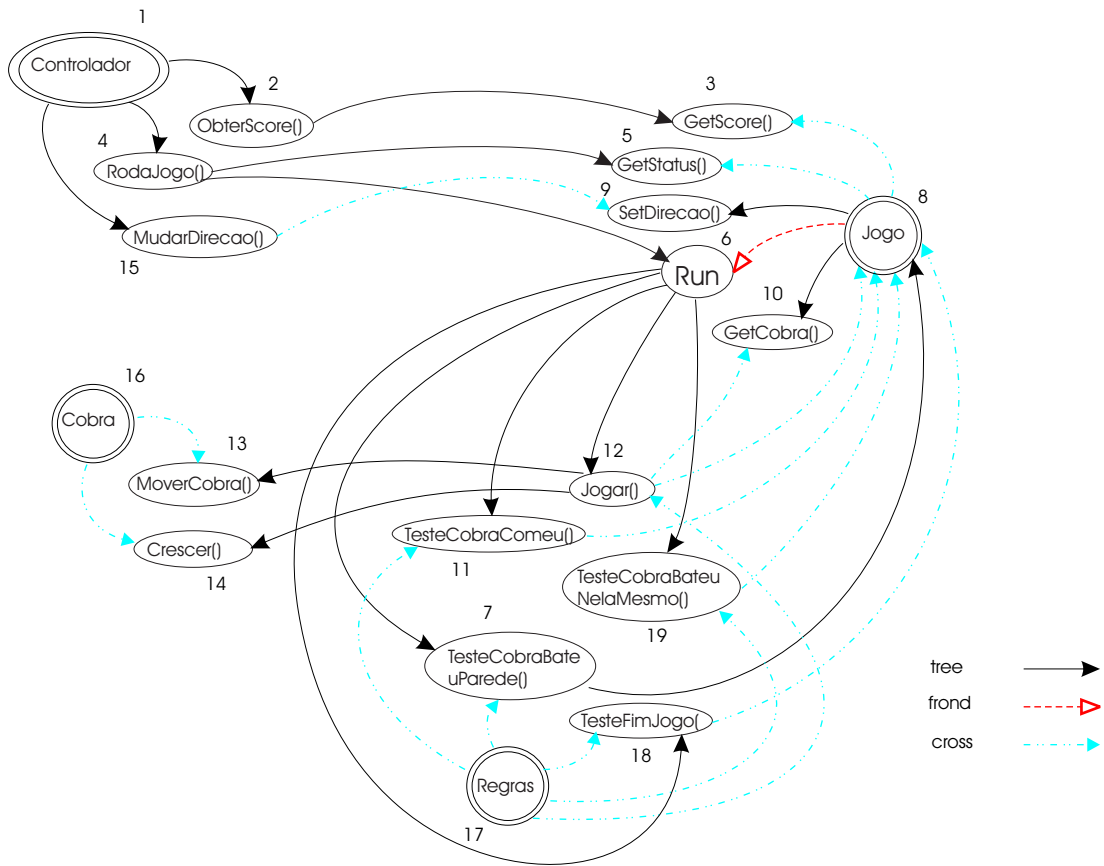 1
Controlador
2
ObterScore()
3
GetScore()
4
RodaJogo()
5
GetStatus()
9
SetDirecao()
8
Jogo
MudarDirecao()
15
6
Run
10
GetCobra()
16
Cobra
13
MoverCobra()
12
Jogar()
Crescer()
14
TesteCobraComeu()
11
TesteCobraBateu
NelaMesmo()
19
7
TesteCobraBate
uParede()
TesteFimJogo(
18
Regras
17
tree
frond
cross